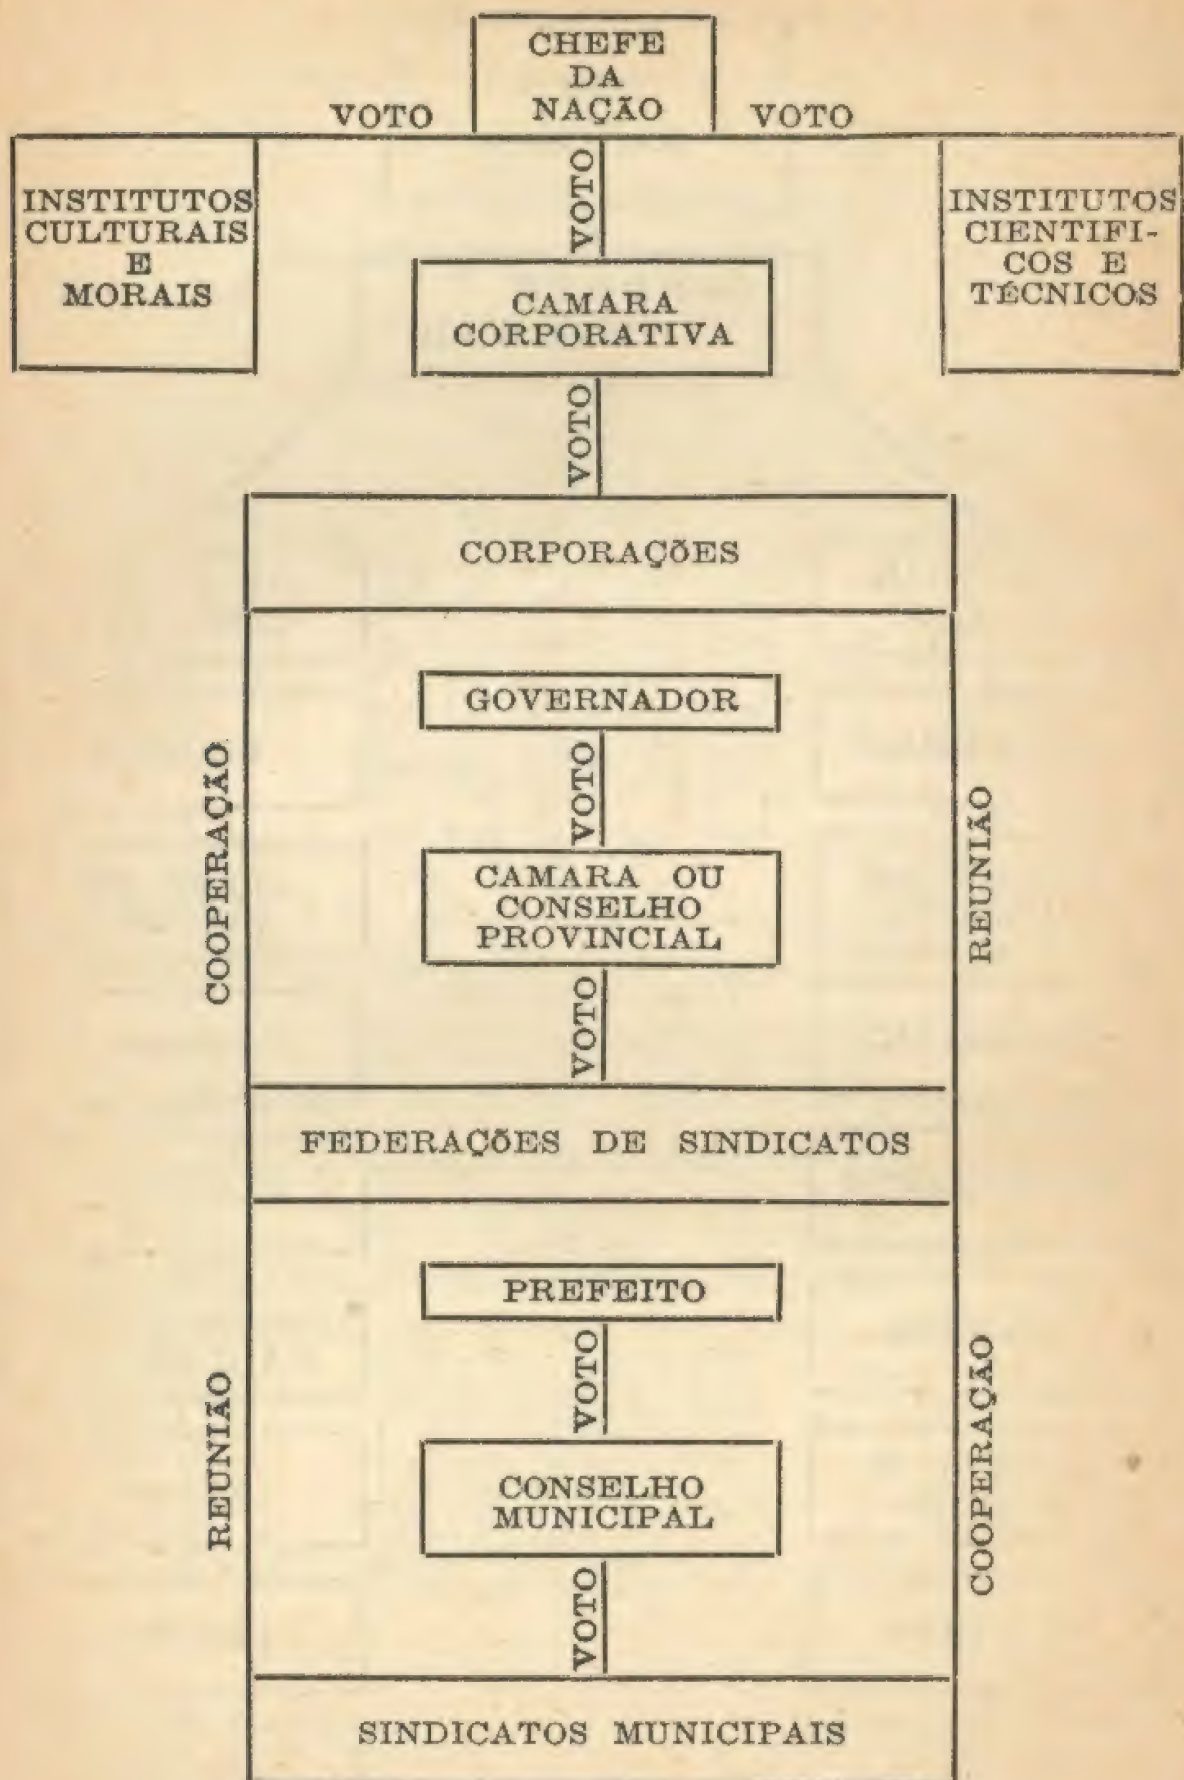 CHEFE
DA
NAÇÃO
VOTO
VOTO
INSTITUTOS
CULTURAIS
E
MORAIS
VOTO
INSTITUTOS
CIENTIFI-
COS E
TÉCNICOS
CAMARA
CORPORATIVA
VOTO
CORPORAÇÕES
GOVERNADOR
COOPERAÇÃO
VOTO
REUNIÃO
CAMARA OU
CONSELHO
PROVINCIAL
VOTO
FEDERAÇÕES DE SINDICATOS
PREFEITO
REUNIÃO
VOTO
COOPERAÇÃO
CONSELHO
MUNICIPAL
VOTO
SINDICATOS MUNICIPAIS